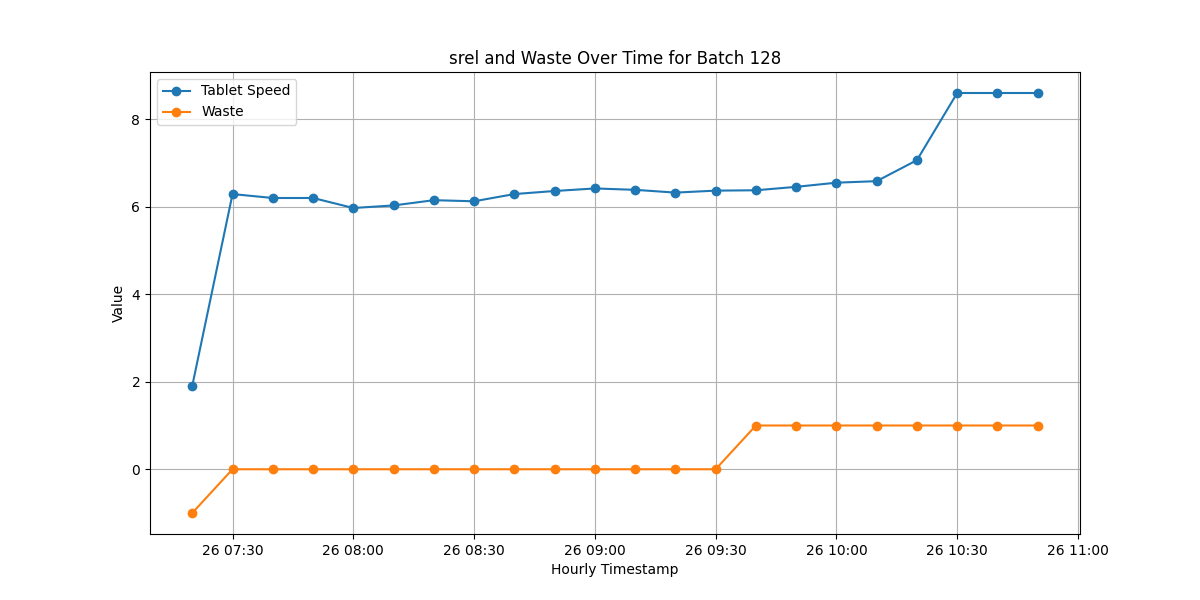 srel and Waste Over Time for Batch 128
Tablet Speed
Waste
Value
8
6
4
2
0
26 07:30
26 08:00
26 08:30
26 09:00
26 09:30
26 10:00
26 10:30
26 11:00
Hourly Timestamp